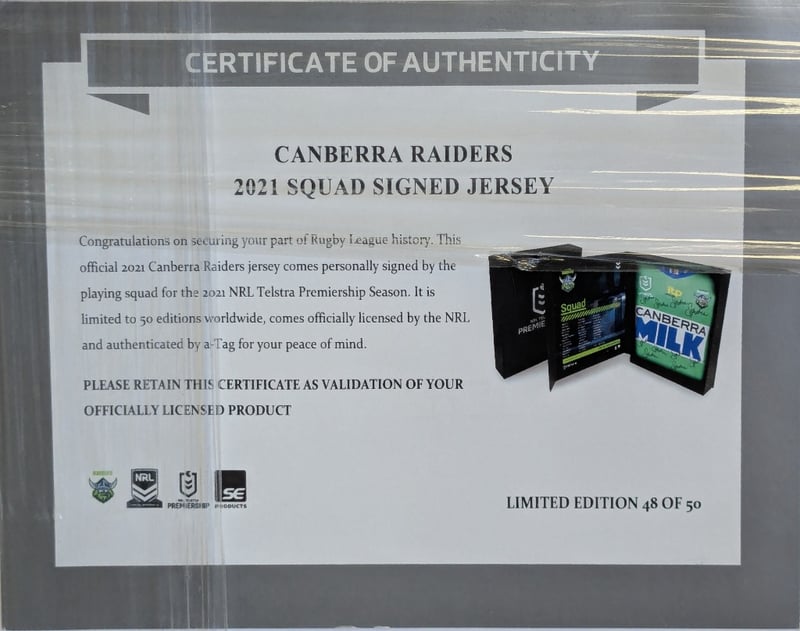 CERTIFICATE OF AUTHENTICITY
CANBERRA RAIDERS
2021 SQUAD SIGNED JERSEY
Congratulations on securing your part of Rugby League history. This
official 2021 Canberra Raiders jersey comes personally signed by the
playing squad for the 2021 NRL Telstra Premiership Season. It is
limited to 50 editions worldwide, comes officially licensed by the NRL
and authenticated by a-Tag for your peace of mind.
PLEASE RETAIN THIS CERTIFICATE AS VALIDATION OF YOUR
OFFICIALLY LICENSED PRODUCT
PREMIE
Squad
itp
CANBERRA
MILK
NRL
NRL TELSTRA
PREMIERSHIP
SE
PRODUCTS
LIMITED EDITION 48 OF 50